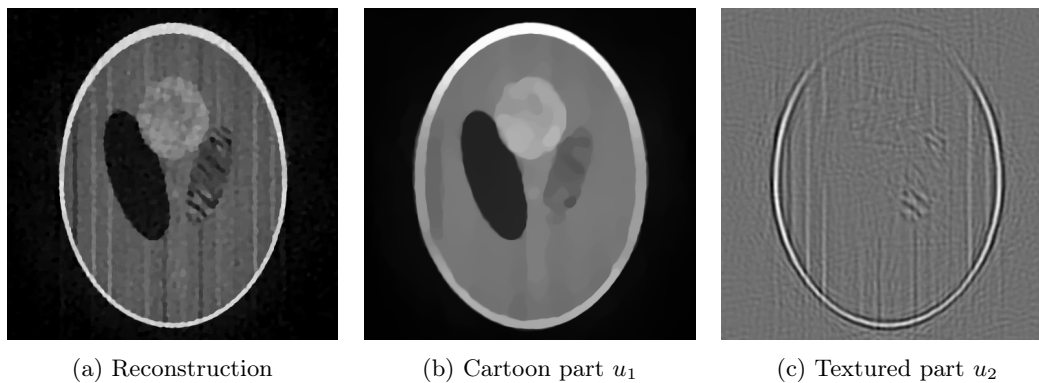 (a) Reconstruction
(b) Cartoon part u₁
(c) Textured part u₂